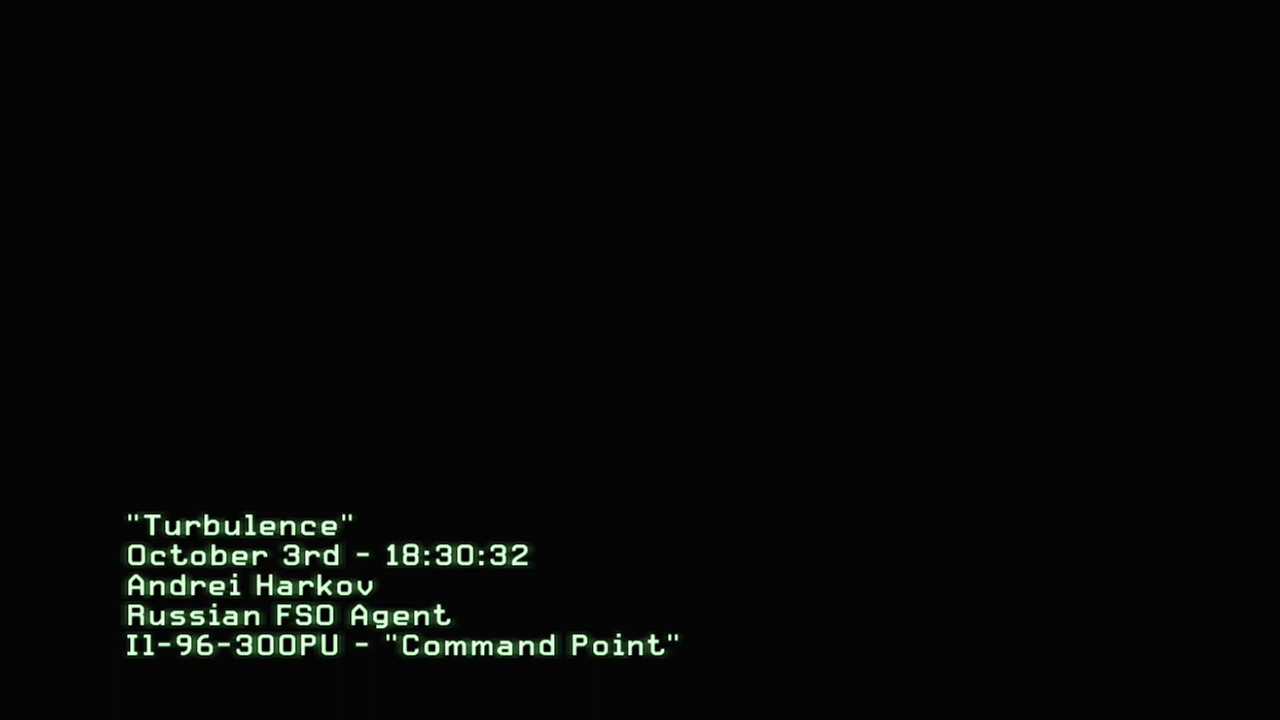 "Turbulence"
October 3rd - 18:30:32
Andrei Harkov
Russian FSO Agent
Il-96-300PU - "Command Point"